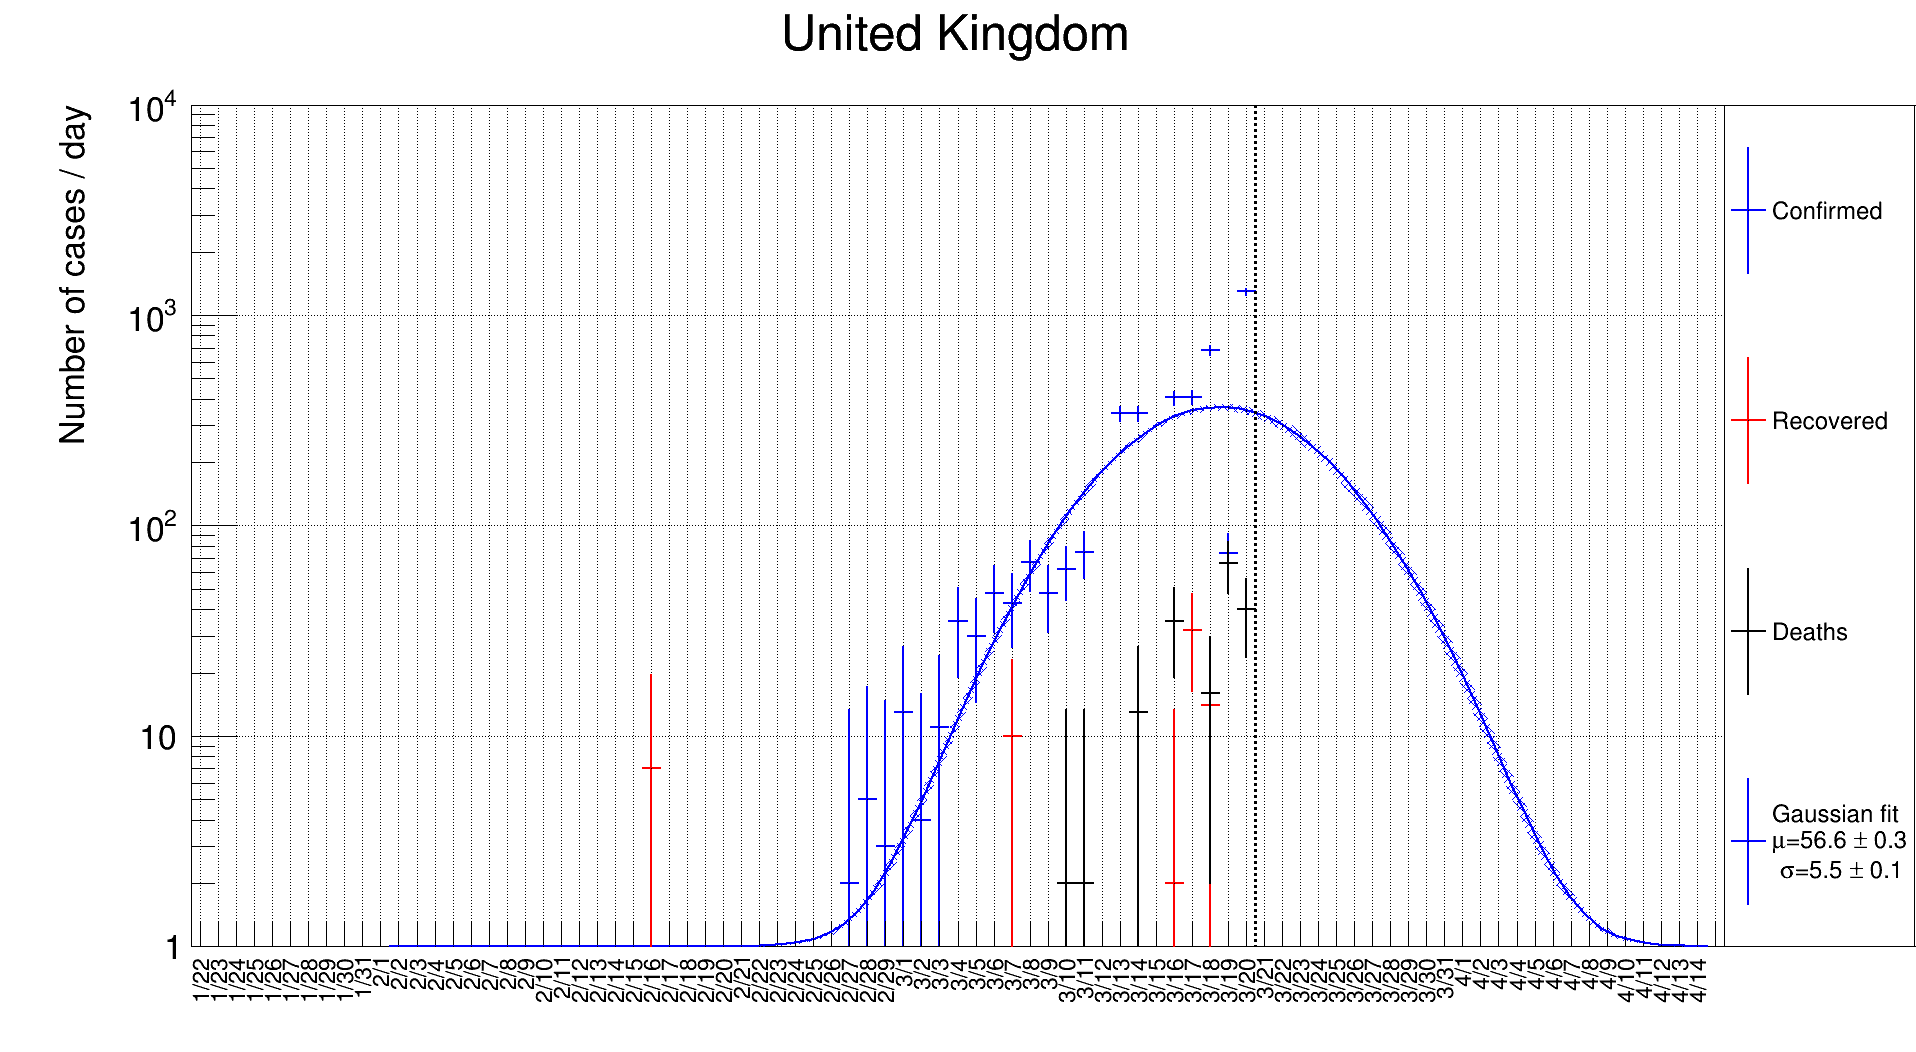 United Kingdom
Number of cases / day
10⁴
10³
10²
10
1
1/22 1/23 1/24 1/25 1/26 1/27 1/28 1/29 1/30 1/31 2/1 2/2 2/3 2/4 2/5 2/6 2/7 2/8 2/9 2/10 2/11 2/12 2/13 2/14 2/15 2/16 2/17 2/18 2/19 2/20 2/21 2/22 2/23 2/24 2/25 2/26 2/27 2/28 2/29 3/1 3/2 3/3 3/4 3/5 3/6 3/7 3/8 3/9 3/10 3/11 3/12 3/13 3/14 3/15 3/16 3/17 3/18 3/19 3/20 3/21 3/22 3/23 3/24 3/25 3/26 3/27 3/28 3/29 3/30 3/31 4/1 4/2 4/3 4/4 4/5 4/6 4/7 4/8 4/9 4/10 4/11 4/12 4/13 4/14
Confirmed
Recovered
Deaths
Gaussian fit
μ=56.6 ± 0.3
σ=5.5 ± 0.1